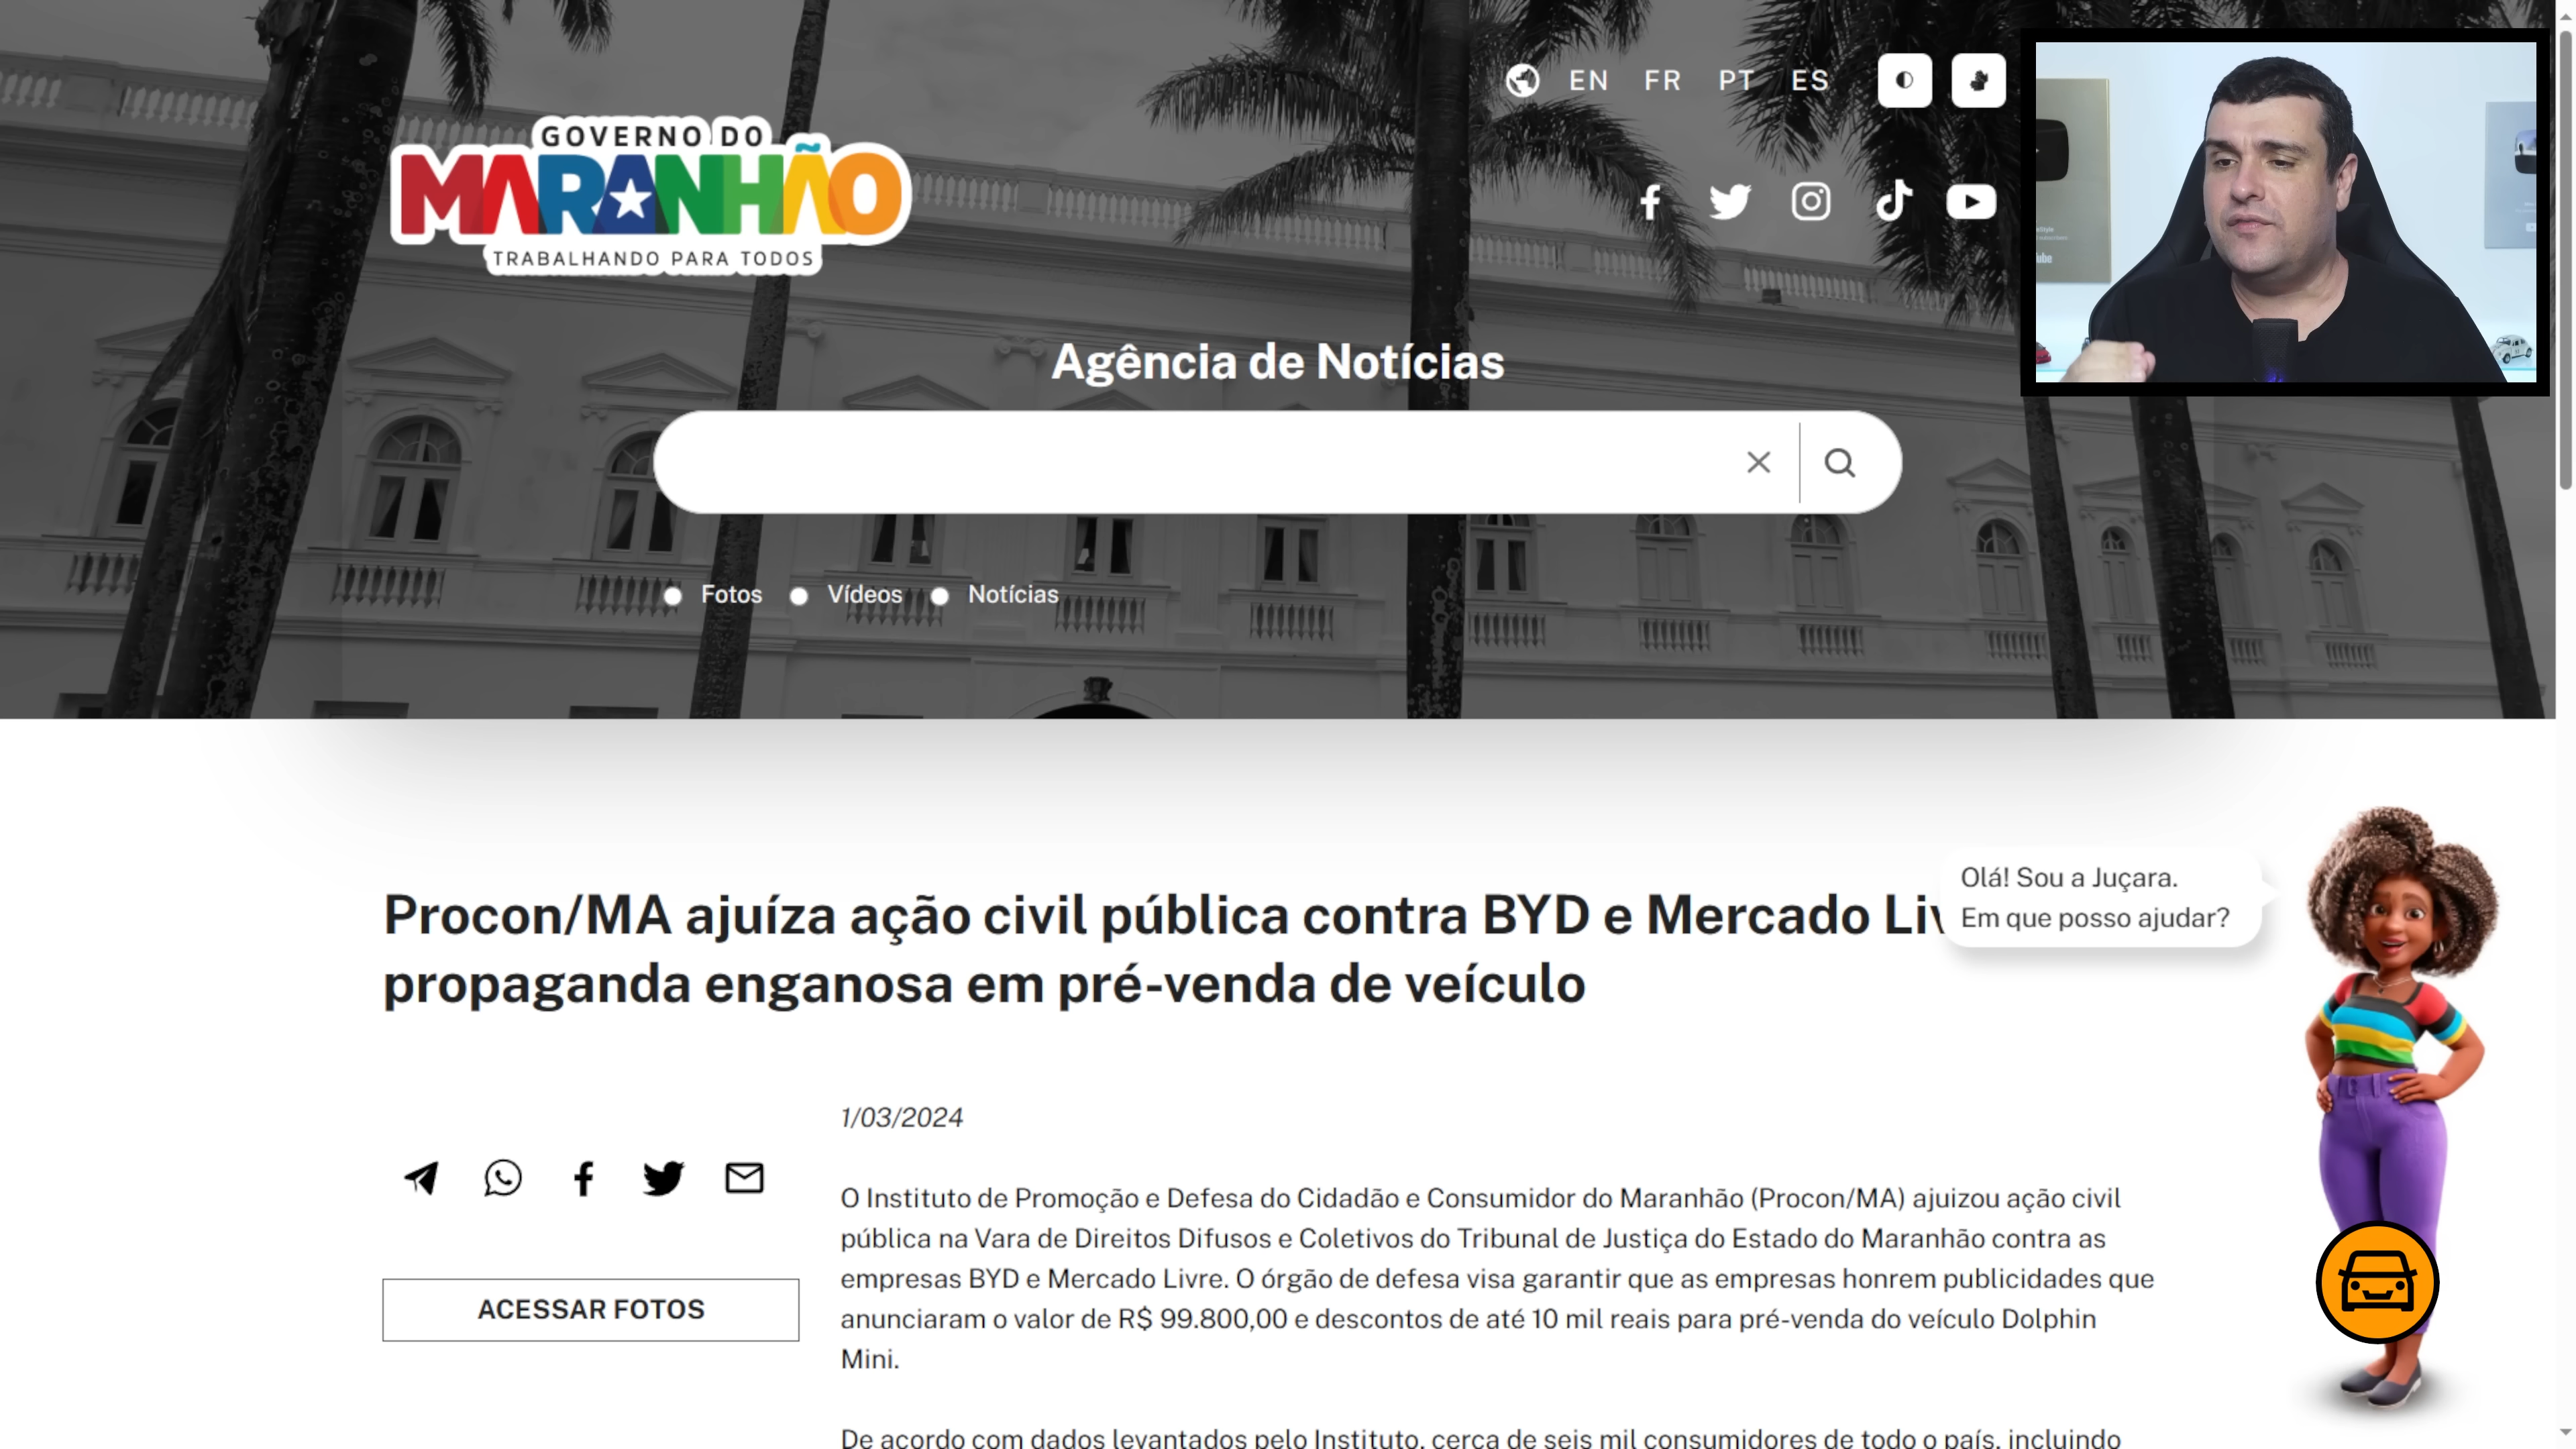 EN FR PT ES
GOVERNO DO
MARANHÃO
TRABALHANDO PARA TODOS
Agência de Notícias
Fotos Vídeos Notícias
Procon/MA ajuíza ação civil pública contra BYD e Mercado Liv
propaganda enganosa em pré-venda de veículo
Olá! Sou a Juçara.
Em que posso ajudar?
1/03/2024
O Instituto de Promoção e Defesa do Cidadão e Consumidor do Maranhão (Procon/MA) ajuizou ação civil
pública na Vara de Direitos Difusos e Coletivos do Tribunal de Justiça do Estado do Maranhão contra as
empresas BYD e Mercado Livre. O órgão de defesa visa garantir que as empresas honrem publicidades que
anunciaram o valor de R$ 99.800,00 e descontos de até 10 mil reais para pré-venda do veículo Dolphin
Mini.
ACESSAR FOTOS
De acordo com dados levantados pelo Instituto, cerca de seis mil consumidores de todo o país, incluindo